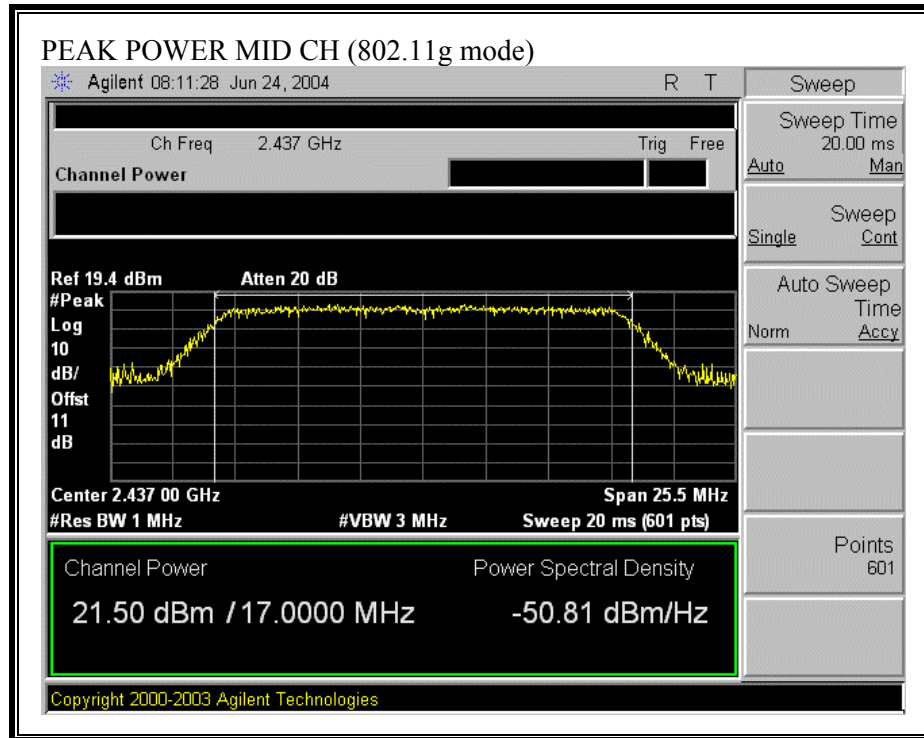 PEAK POWER MID CH (802.11g mode)
Agilent 08:11:28 Jun 24, 2004 R T
Sweep
Ch Freq 2.437 GHz Trig Free
Channel Power
Sweep Time
20.00 ms
Auto Man
Sweep
Single Cont
Auto Sweep
Time
Norm Accy
Points
601
Ref 19.4 dBm Atten 20 dB
#Peak
Log
10
dB/
Offst
11
dB
Center 2.437 00 GHz Span 25.5 MHz
#Res BW 1 MHz #VBW 3 MHz Sweep 20 ms (601 pts)
Channel Power Power Spectral Density
21.50 dBm / 17.0000 MHz -50.81 dBm/Hz
Copyright 2000-2003 Agilent Technologies